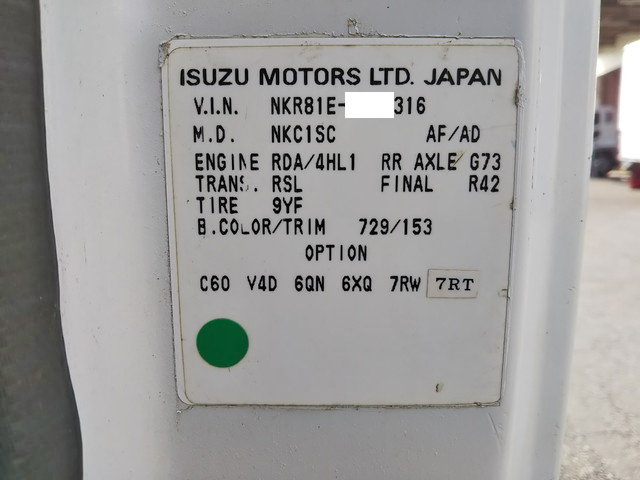 ISUZU MOTORS LTD. JAPAN
V.I.N. NKR81E- 316
M.D. NKC1SC AF/AD
ENGINE RDA/4HL1 RR AXLE G73
TRANS. RSL FINAL R42
TIRE 9YF
B.COLOR/TRIM 729/153
OPTION
C60 V4D 6QN 6XQ 7RW 7RT